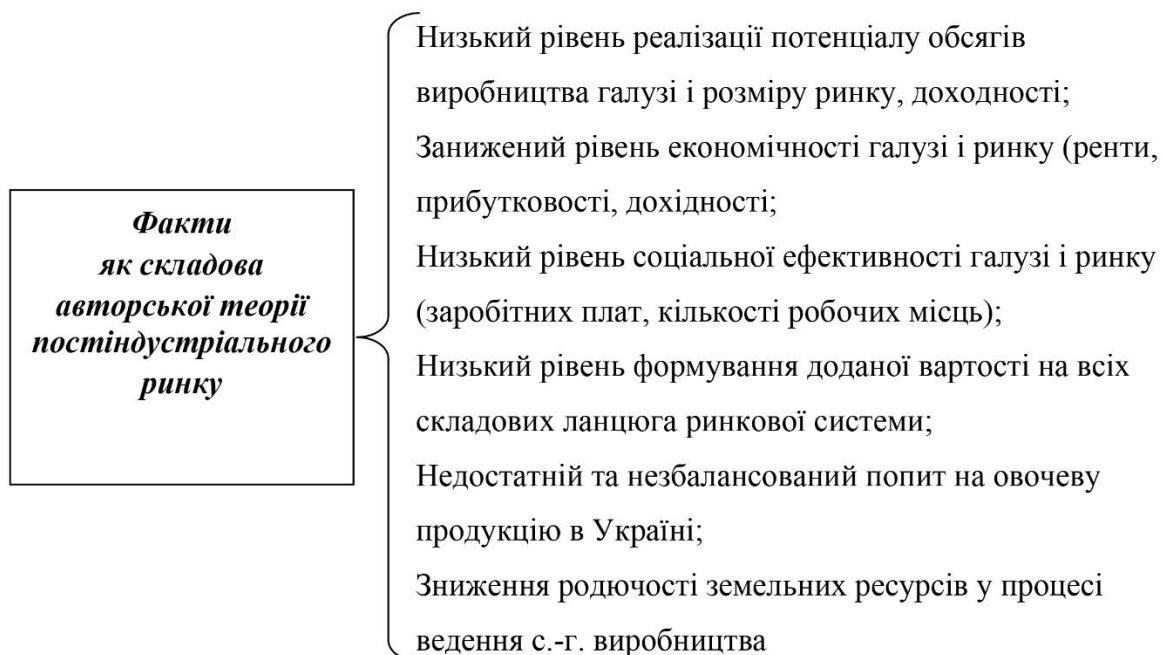 Факти
як складова
авторської теорії
постіндустріального
ринку
Низький рівень реалізації потенціалу обсягів
виробництва галузі і розміру ринку, доходності;
Занижений рівень економічності галузі і ринку (ренти,
прибутковості, дохідності;
Низький рівень соціальної ефективності галузі і ринку
(заробітних плат, кількості робочих місць);
Низький рівень формування доданої вартості на всіх
складових ланцюга ринкової системи;
Недостатній та незбалансований попит на овочеву
продукцію в Україні;
Зниження родючості земельних ресурсів у процесі
ведення с.-г. виробництва